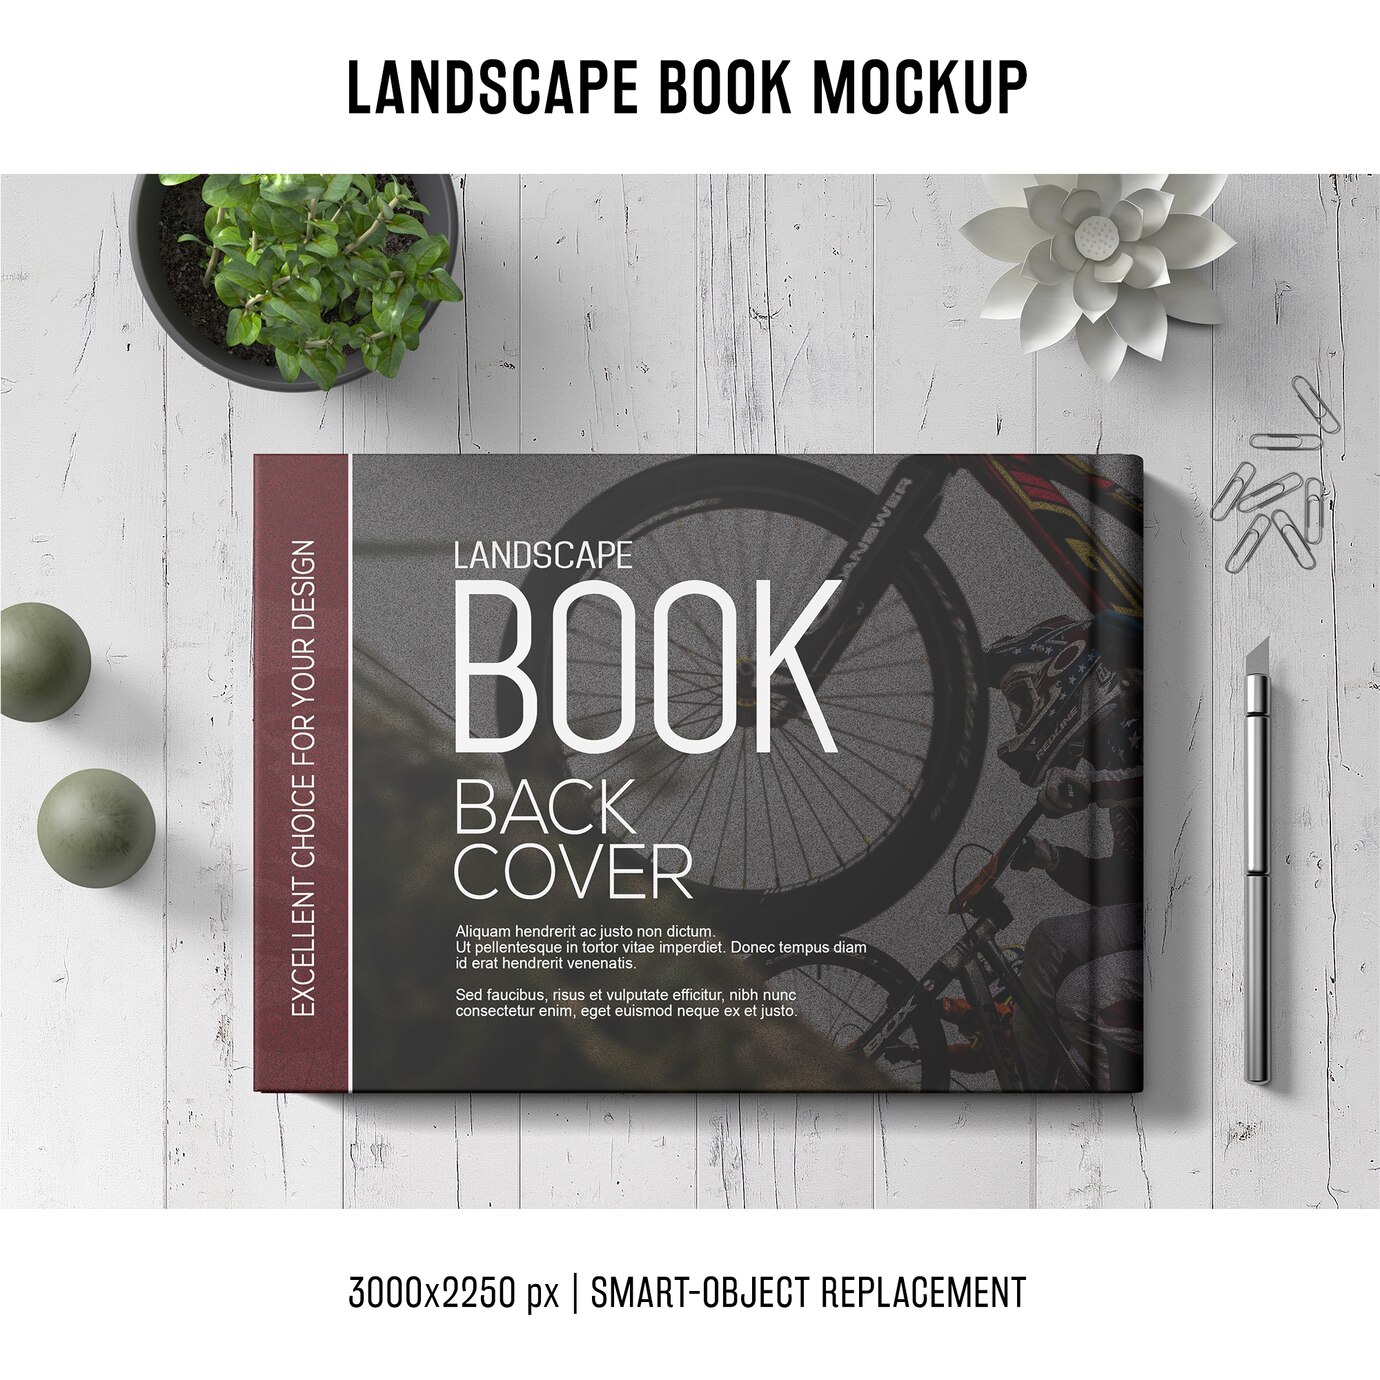 LANDSCAPE BOOK MOCKUP
EXCELLENT CHOICE FOR YOUR DESIGN
LANDSCAPE
BOOK
BACK
COVER
Aliquam hendrerit ac justo non dictum.
Ut pellentesque in tortor vitae imperdiet. Donec tempus diam
id erat hendrerit venenatis.
Sed faucibus, risus et vulputate efficitur, nibh nunc
consectetur enim, eget euismod neque ex et justo.
REDLINE
3000x2250 px | SMART-OBJECT REPLACEMENT